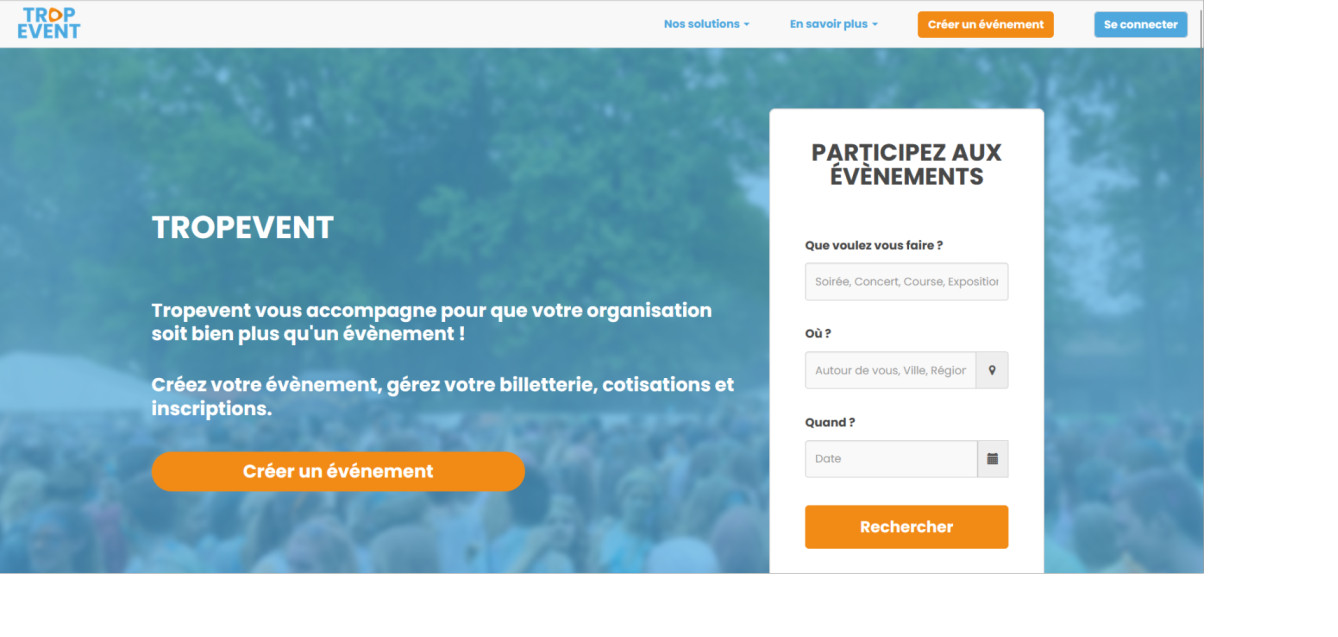 TROP
EVENT
Nos solutions
En savoir plus
Créer un événement
Se connecter
TROPEVENT
Tropevent vous accompagne pour que votre organisation
soit bien plus qu'un évènement !
Créez votre évènement, gérez votre billetterie, cotisations et
inscriptions.
Créer un événement
PARTICIPEZ AUX
ÉVÈNEMENTS
Que voulez vous faire ?
Soirée, Concert, Course, Exposition
Où ?
Autour de vous, Ville, Région
Quand ?
Date
Rechercher